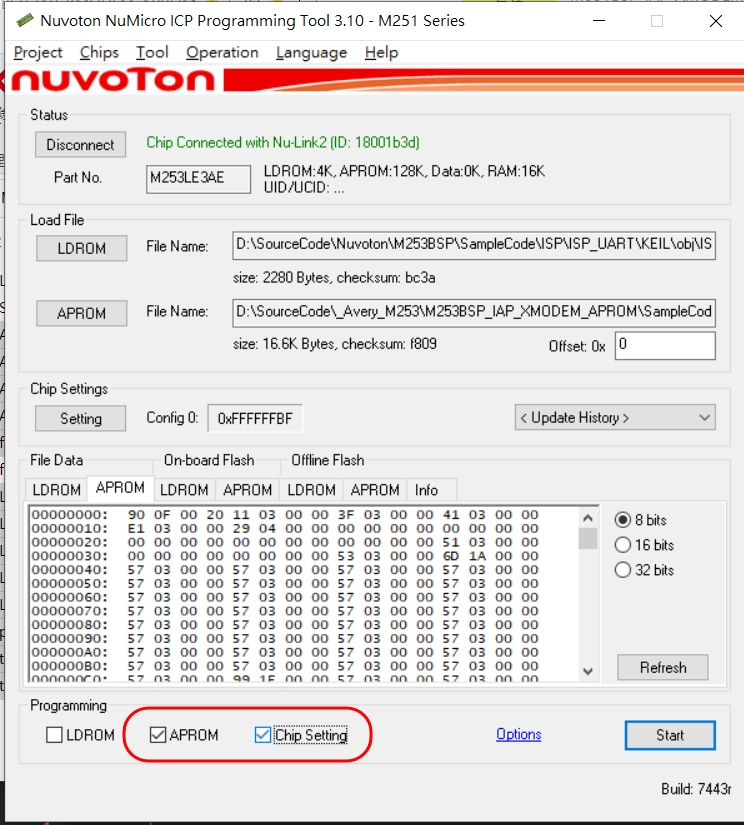 Nuvoton NuMicro ICP Programming Tool 3.10 - M251 Series
Project Chips Tool Operation Language Help
nuvoTon
Status
Disconnect Chip Connected with Nu-Link2 (ID: 18001b3d)
Part No. M253LE3AE LDROM:4K, APROM:128K, Data:0K, RAM:16K
UID/UCID: ...
Load File
LDROM File Name: D:\SourceCode\Nuvoton\M253BSP\SampleCode\ISP\ISP_UART\KEIL\obj\IS
size: 2280 Bytes, checksum: bc3a
APROM File Name: D:\SourceCode\_Avery_M253\M253BSP_IAP_XMODEM_APROM\SampleCod
size: 16.6K Bytes, checksum: f809 Offset: 0x 0
Chip Settings
Setting Config 0: 0xFFFFFFBF < Update History >
File Data On-board Flash Offline Flash
LDROM APROM LDROM APROM LDROM APROM Info
00000000: 90 0F 00 20 11 03 00 00 3F 03 00 00 41 03 00 00
00000010: E1 03 00 00 29 04 00 00 00 00 00 00 00 00 00 00
00000020: 00 00 00 00 00 00 00 00 00 00 00 00 51 03 00 00
00000030: 00 00 00 00 00 00 00 00 53 03 00 00 6D 1A 00 00
00000040: 57 03 00 00 57 03 00 00 57 03 00 00 57 03 00 00
00000050: 57 03 00 00 57 03 00 00 57 03 00 00 57 03 00 00
00000060: 57 03 00 00 57 03 00 00 57 03 00 00 57 03 00 00
00000070: 57 03 00 00 57 03 00 00 57 03 00 00 57 03 00 00
00000080: 57 03 00 00 57 03 00 00 57 03 00 00 57 03 00 00
00000090: 57 03 00 00 57 03 00 00 57 03 00 00 57 03 00 00
000000A0: 57 03 00 00 57 03 00 00 57 03 00 00 57 03 00 00
000000B0: 57 03 00 00 57 03 00 00 57 03 00 00 57 03 00 00
000000C0: 57 03 00 00 99 1F 00 00 57 03 00 00 57 03 00 00
8 bits
16 bits
32 bits
Refresh
Programming
LDROM APROM Chip Setting Options Start
Build: 7443r